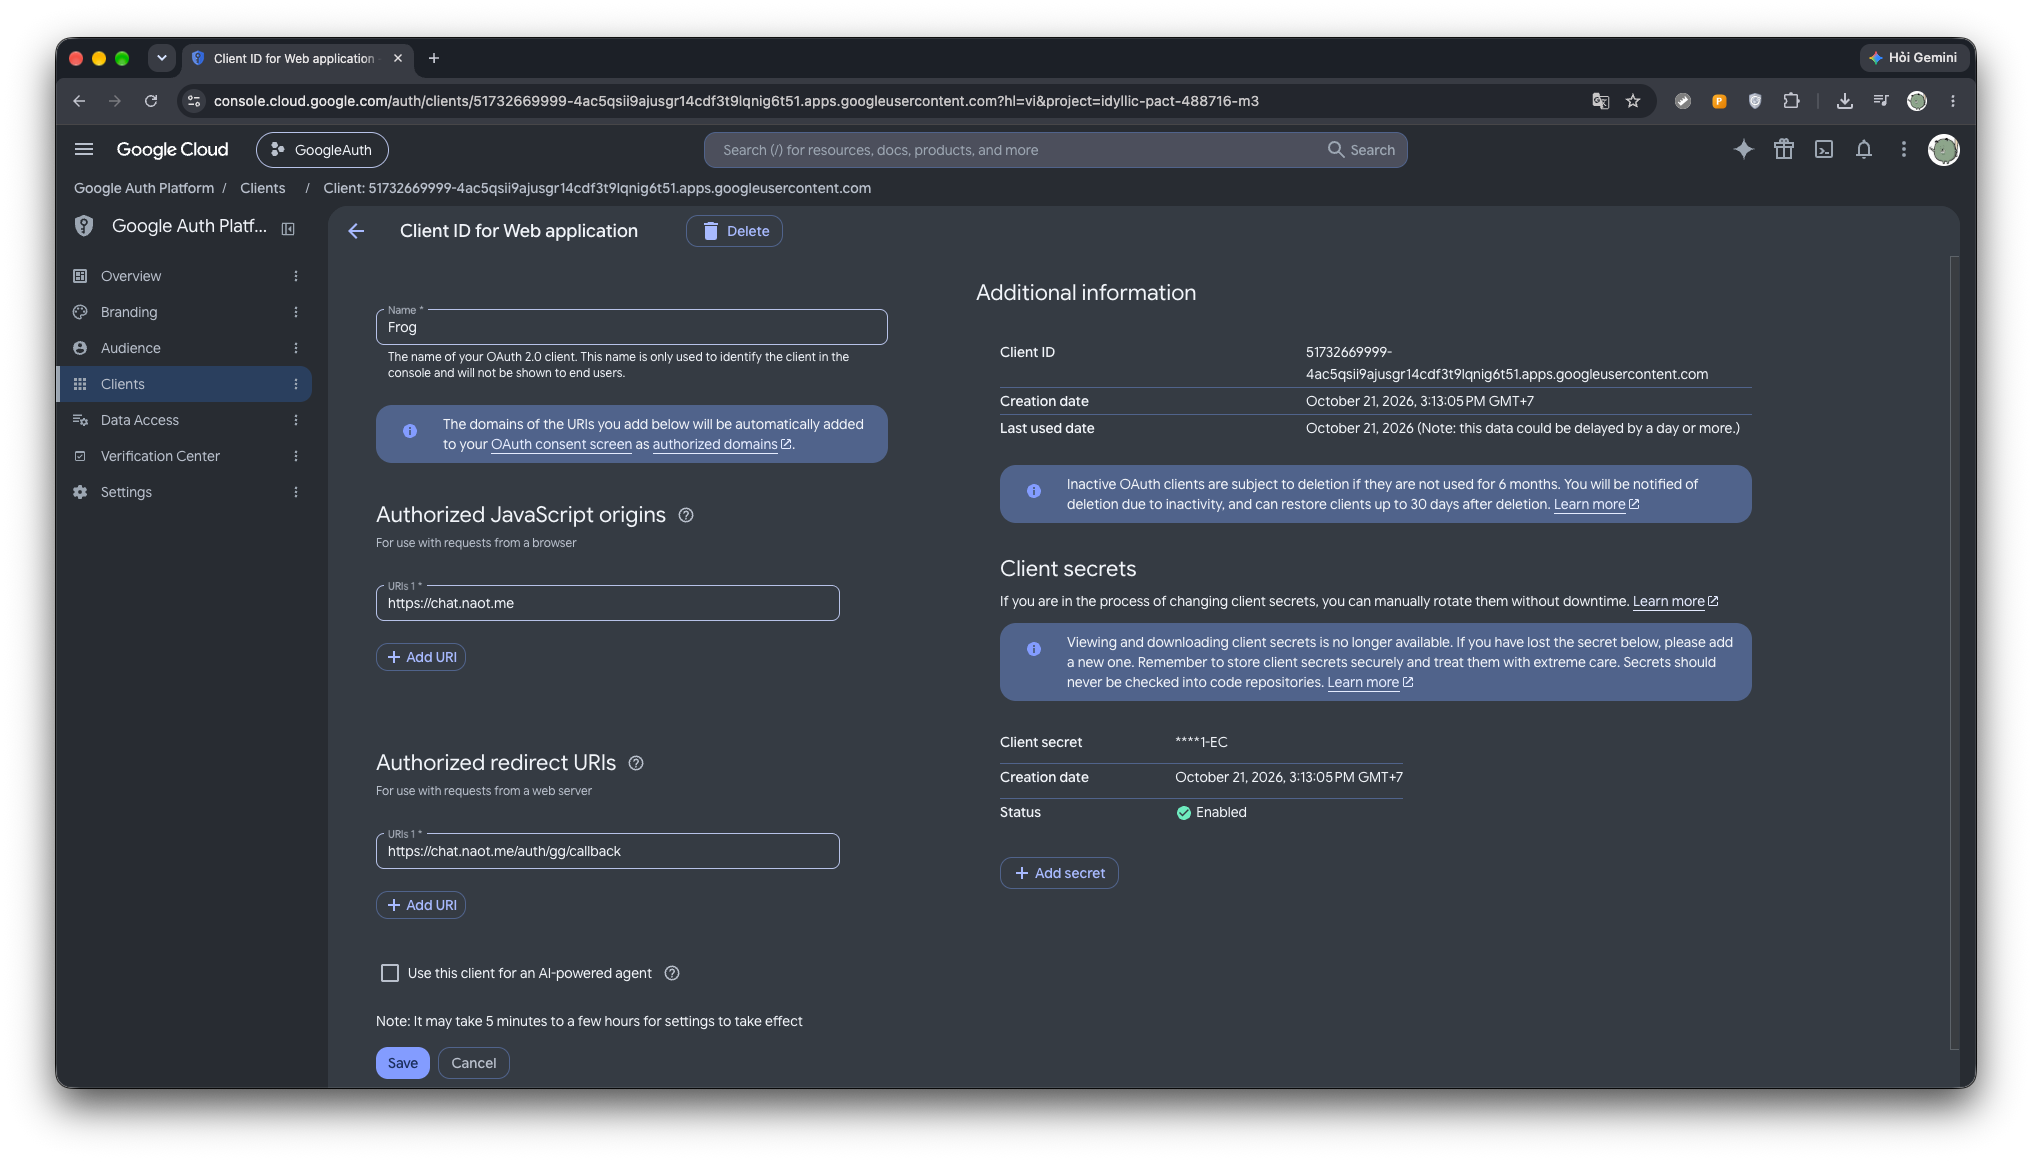 Client ID for Web application
Hỏi Gemini
console.cloud.google.com/auth/clients/51732669999-4ac5qsii9ajusgr14cdf3t9lqnig6t51.apps.googleusercontent.com?hl=vi&project=idyllic-pact-488716-m3
Google Cloud
GoogleAuth
Search (/) for resources, docs, products, and more
Search
Google Auth Platform / Clients / Client: 51732669999-4ac5qsii9ajusgr14cdf3t9lqnig6t51.apps.googleusercontent.com
Google Auth Platf...
Overview
Branding
Audience
Clients
Data Access
Verification Center
Settings
Client ID for Web application
Delete
Name *
Frog
The name of your OAuth 2.0 client. This name is only used to identify the client in the
console and will not be shown to end users.
The domains of the URIs you add below will be automatically added
to your OAuth consent screen as authorized domains.
Authorized JavaScript origins
For use with requests from a browser
URIs 1 *
https://chat.naot.me
+ Add URI
Authorized redirect URIs
For use with requests from a web server
URIs 1 *
https://chat.naot.me/auth/gg/callback
+ Add URI
Use this client for an AI-powered agent
Note: It may take 5 minutes to a few hours for settings to take effect
Save
Cancel
Additional information
Client ID
51732669999-
4ac5qsii9ajusgr14cdf3t9lqnig6t51.apps.googleusercontent.com
Creation date
October 21, 2026, 3:13:05 PM GMT+7
Last used date
October 21, 2026 (Note: this data could be delayed by a day or more.)
Inactive OAuth clients are subject to deletion if they are not used for 6 months. You will be notified of
deletion due to inactivity, and can restore clients up to 30 days after deletion. Learn more
Client secrets
If you are in the process of changing client secrets, you can manually rotate them without downtime. Learn more
Viewing and downloading client secrets is no longer available. If you have lost the secret below, please add
a new one. Remember to store client secrets securely and treat them with extreme care. Secrets should
never be checked into code repositories. Learn more
Client secret
****1-EC
Creation date
October 21, 2026, 3:13:05 PM GMT+7
Status
Enabled
+ Add secret